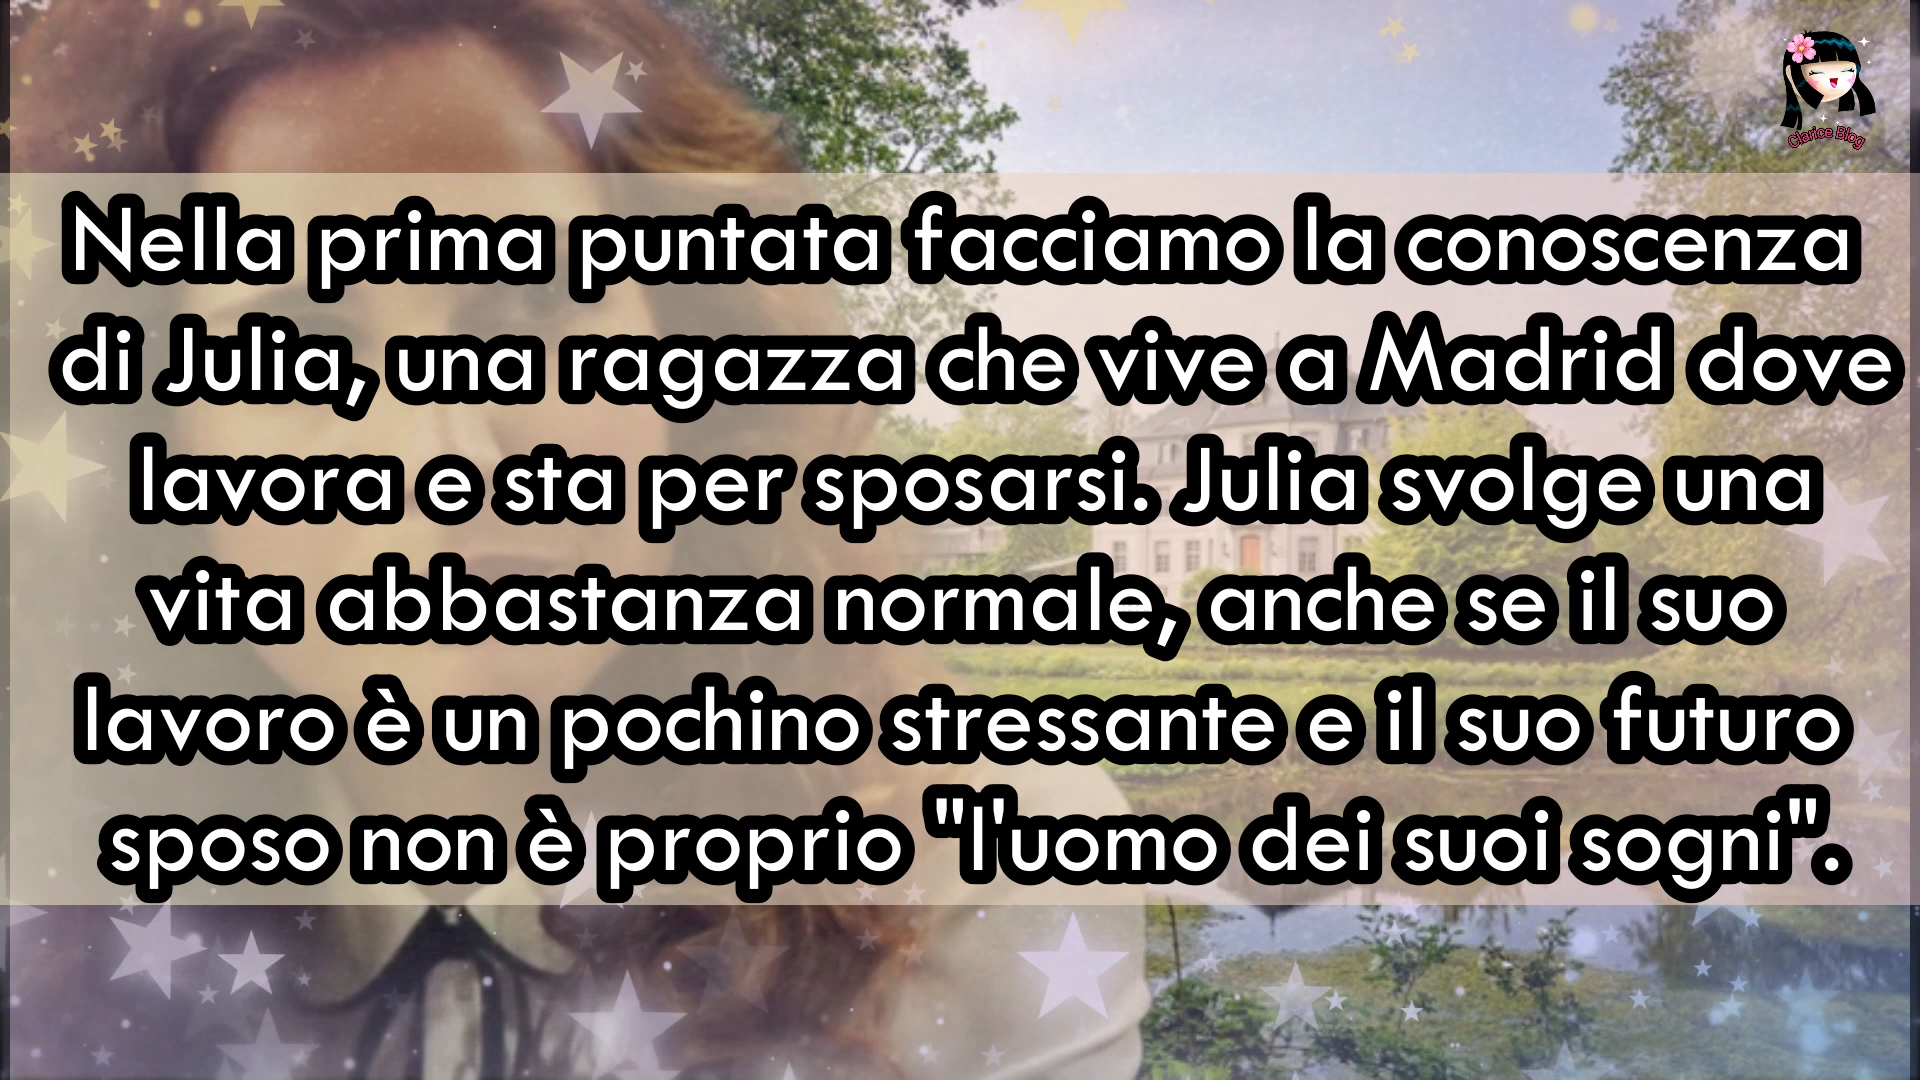 Clarice Blog
Nella prima puntata facciamo la conoscenza
di Julia, una ragazza che vive a Madrid dove
lavora e sta per sposarsi. Julia svolge una
vita abbastanza normale, anche se il suo
lavoro è un pochino stressante e il suo futuro
sposo non è proprio "l'uomo dei suoi sogni".